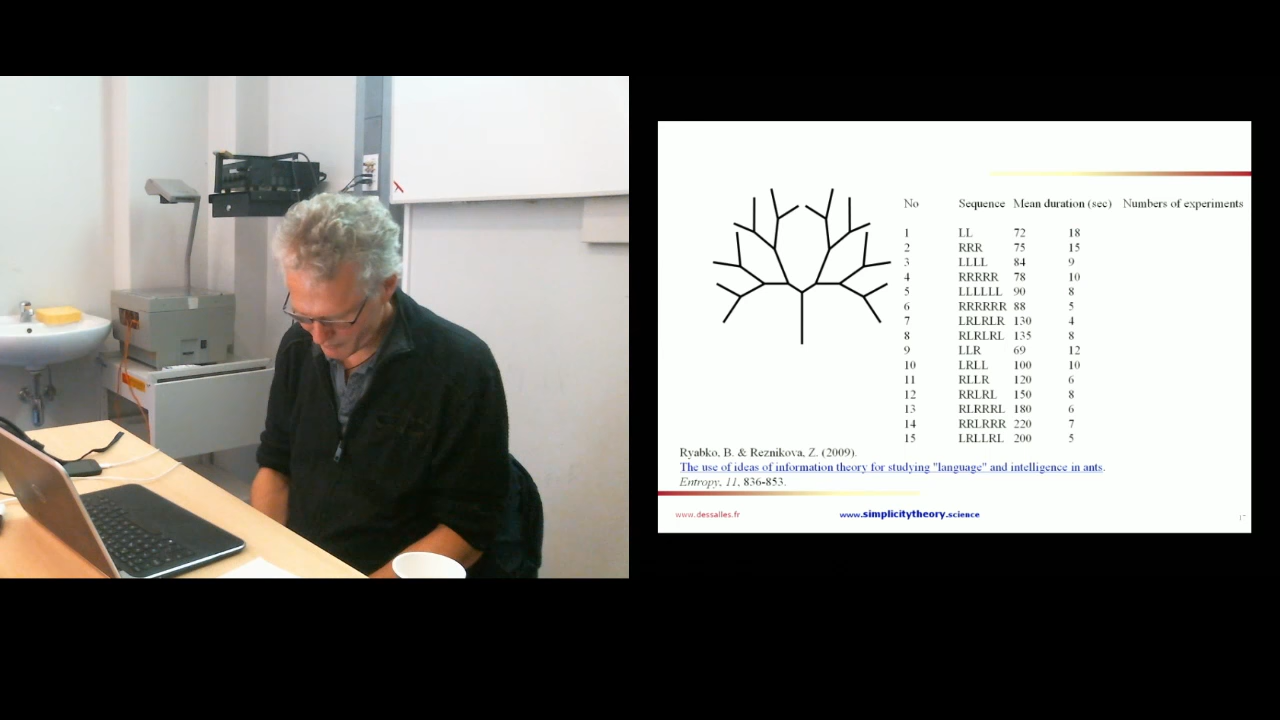 No Sequence Mean duration (sec) Numbers of experiments
1 LL 72 18
2 RRR 75 15
3 LLLL 84 9
4 RRRRR 78 10
5 LLLLLL 90 8
6 RRRRRR 88 5
7 LRLRLR 130 4
8 RLRLRL 135 8
9 LLR 69 12
10 LRLL 100 10
11 RLLR 120 6
12 RRLRL 150 8
13 RLRRRL 180 6
14 RRLRRR 220 7
15 LRLLRL 200 5
Ryabko, B. & Reznikova, Z. (2009).
The use of ideas of information theory for studying "language" and intelligence in ants.
Entropy, 11, 836-853.
www.dessalles.fr www.simplicitytheory.science 17